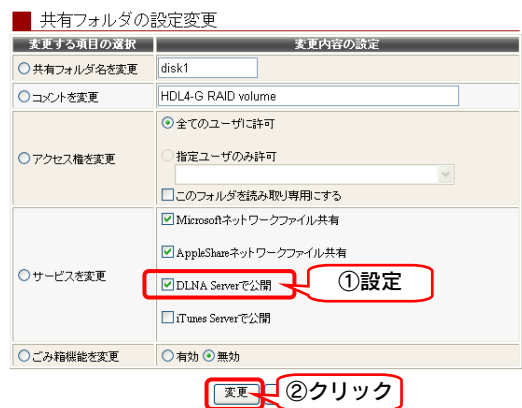 共有フォルダの設定変更
変更する項目の選択 変更内容の設定
共有フォルダ名を変更 disk1
コメントを変更 HDL4-G RAID volume
アクセス権を変更
全てのユーザに許可
指定ユーザのみ許可
このフォルダを読み取り専用にする
サービスを変更
Microsoftネットワークファイル共有
AppleShareネットワークファイル共有
DLNA Serverで公開 ①設定
iTunes Serverで公開
ごみ箱機能を変更 有効 無効
変更 ②クリック